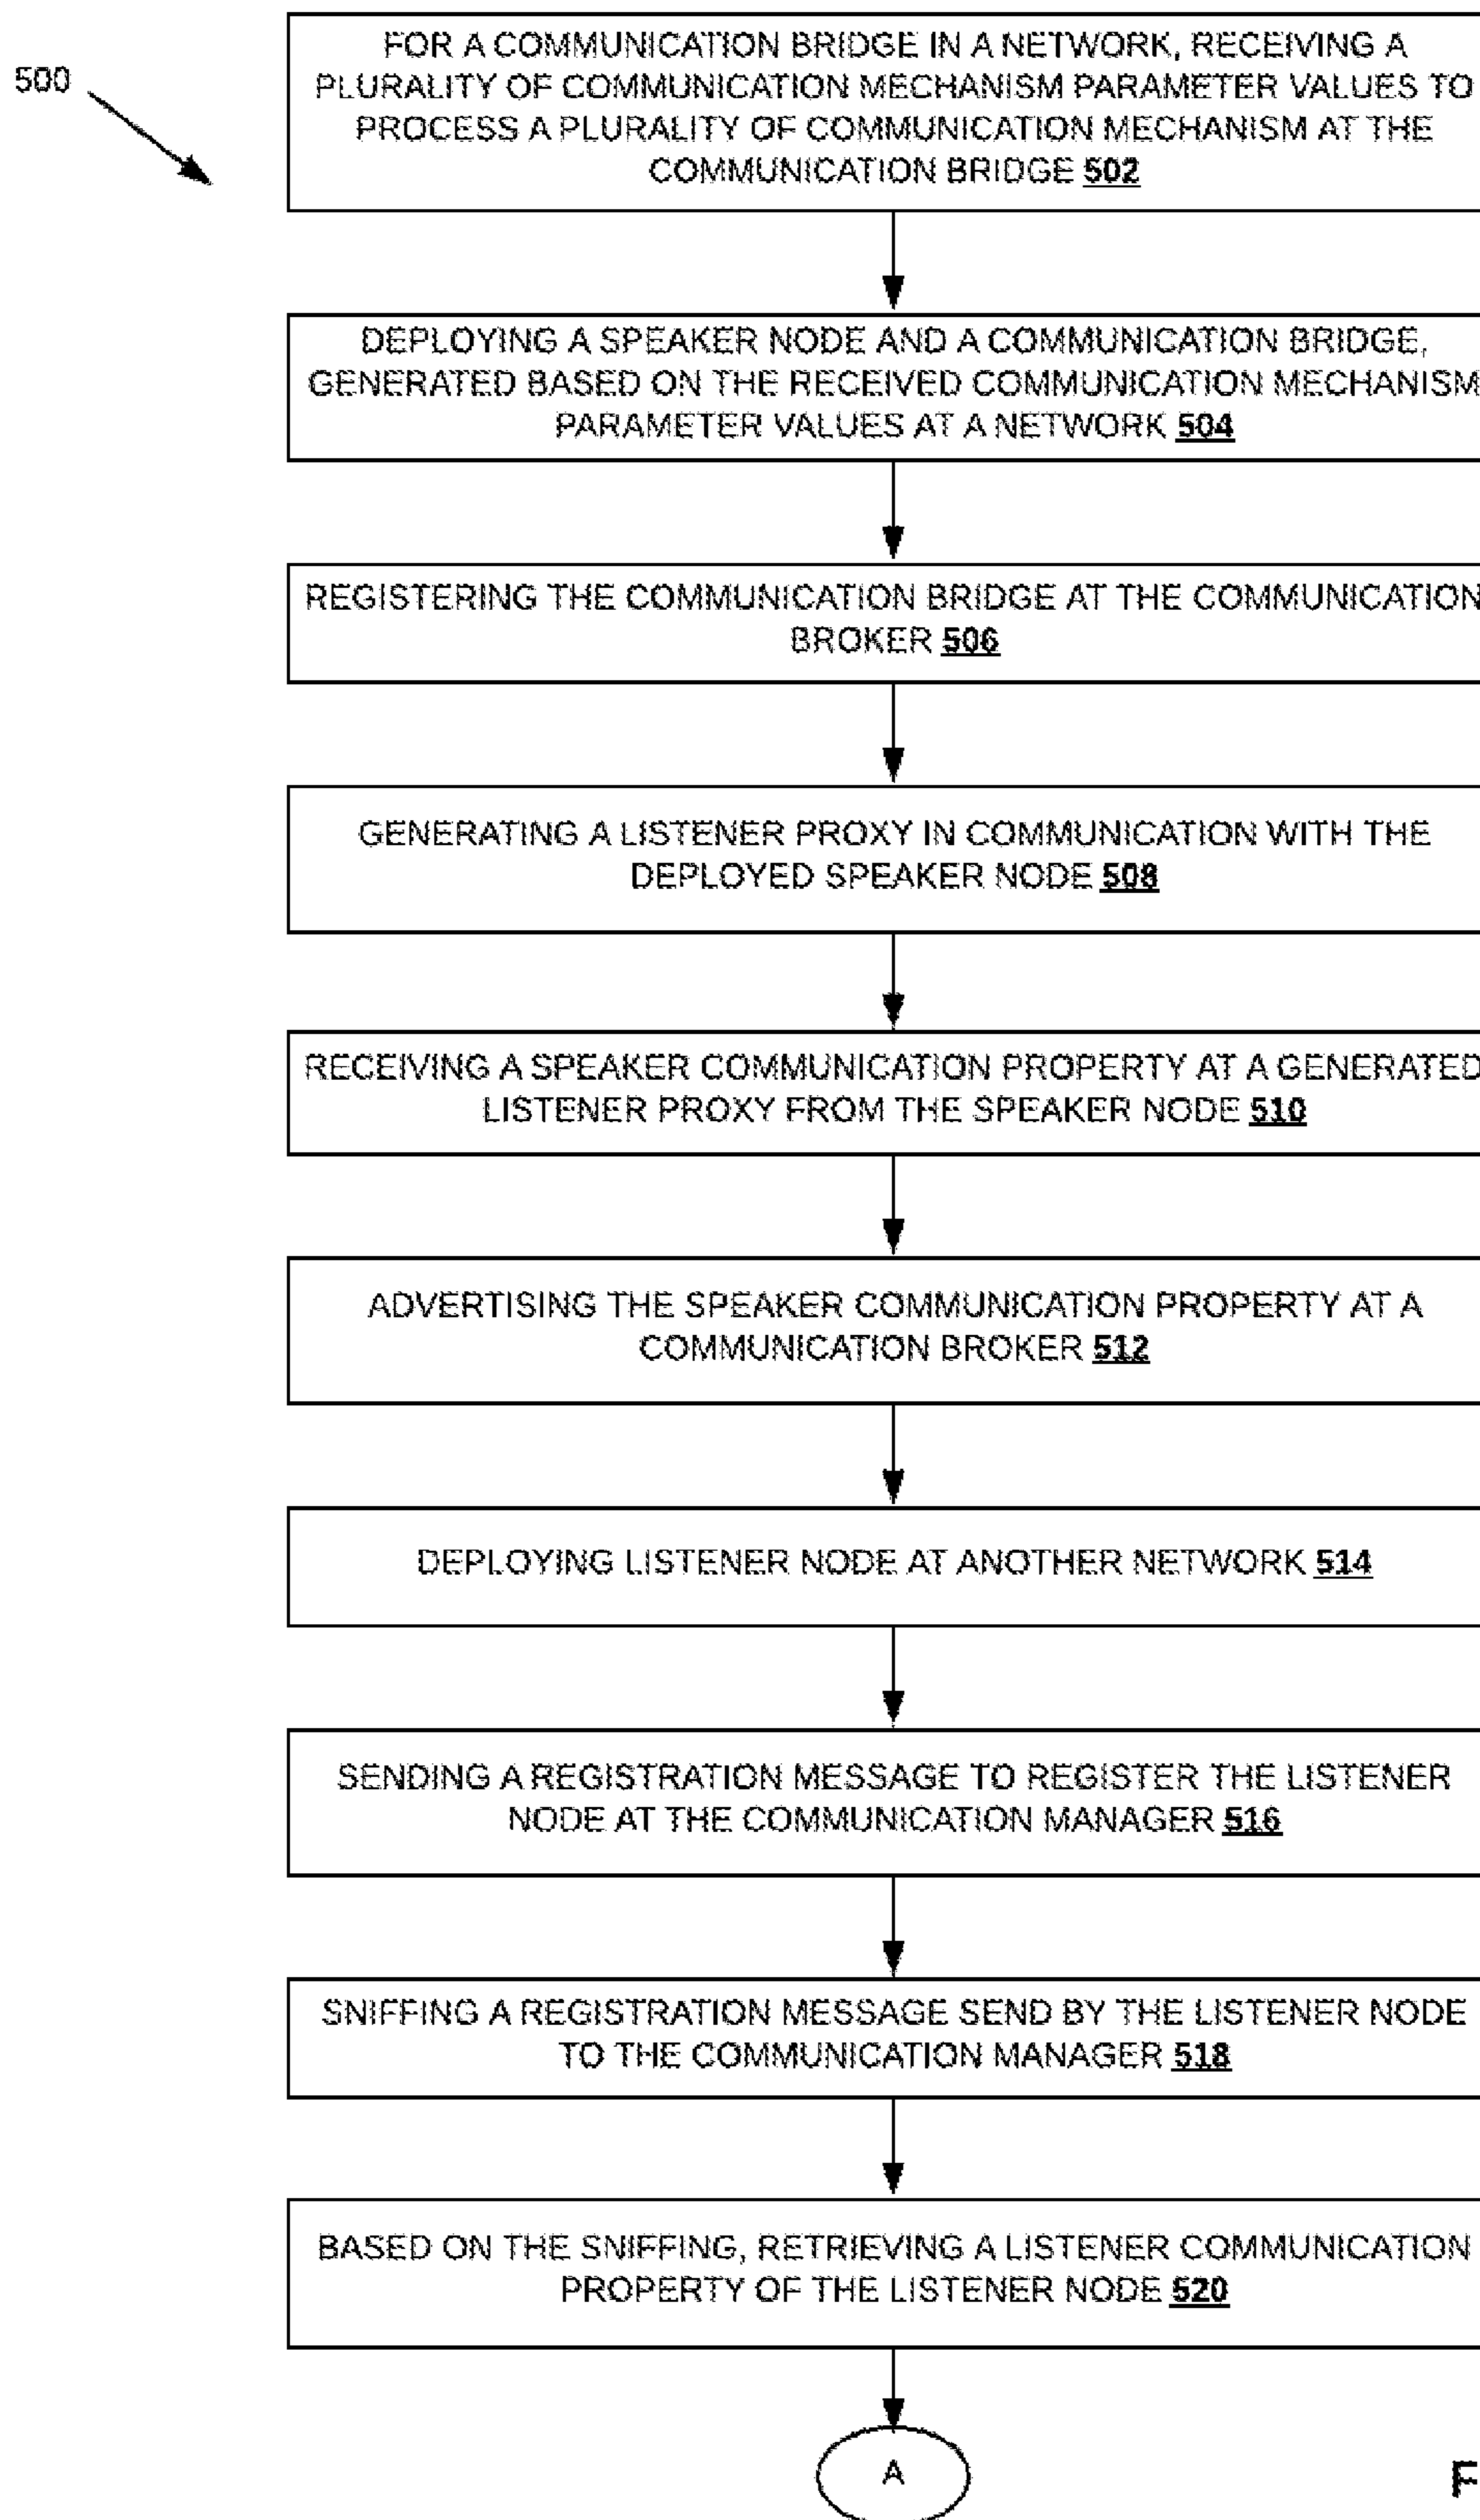 500
FOR A COMMUNICATION BRIDGE IN A NETWORK, RECEIVING A
PLURALITY OF COMMUNICATION MECHANISM PARAMETER VALUES TO
PROCESS A PLURALITY OF COMMUNICATION MECHANISM AT THE
COMMUNICATION BRIDGE 502
DEPLOYING A SPEAKER NODE AND A COMMUNICATION BRIDGE,
GENERATED BASED ON THE RECEIVED COMMUNICATION MECHANISM
PARAMETER VALUES AT A NETWORK 504
REGISTERING THE COMMUNICATION BRIDGE AT THE COMMUNICATION
BROKER 506
GENERATING A LISTENER PROXY IN COMMUNICATION WITH THE
DEPLOYED SPEAKER NODE 508
RECEIVING A SPEAKER COMMUNICATION PROPERTY AT A GENERATED
LISTENER PROXY FROM THE SPEAKER NODE 510
ADVERTISING THE SPEAKER COMMUNICATION PROPERTY AT A
COMMUNICATION BROKER 512
DEPLOYING LISTENER NODE AT ANOTHER NETWORK 514
SENDING A REGISTRATION MESSAGE TO REGISTER THE LISTENER
NODE AT THE COMMUNICATION MANAGER 516
SNIFFING A REGISTRATION MESSAGE SEND BY THE LISTENER NODE
TO THE COMMUNICATION MANAGER 518
BASED ON THE SNIFFING, RETRIEVING A LISTENER COMMUNICATION
PROPERTY OF THE LISTENER NODE 520
A
F